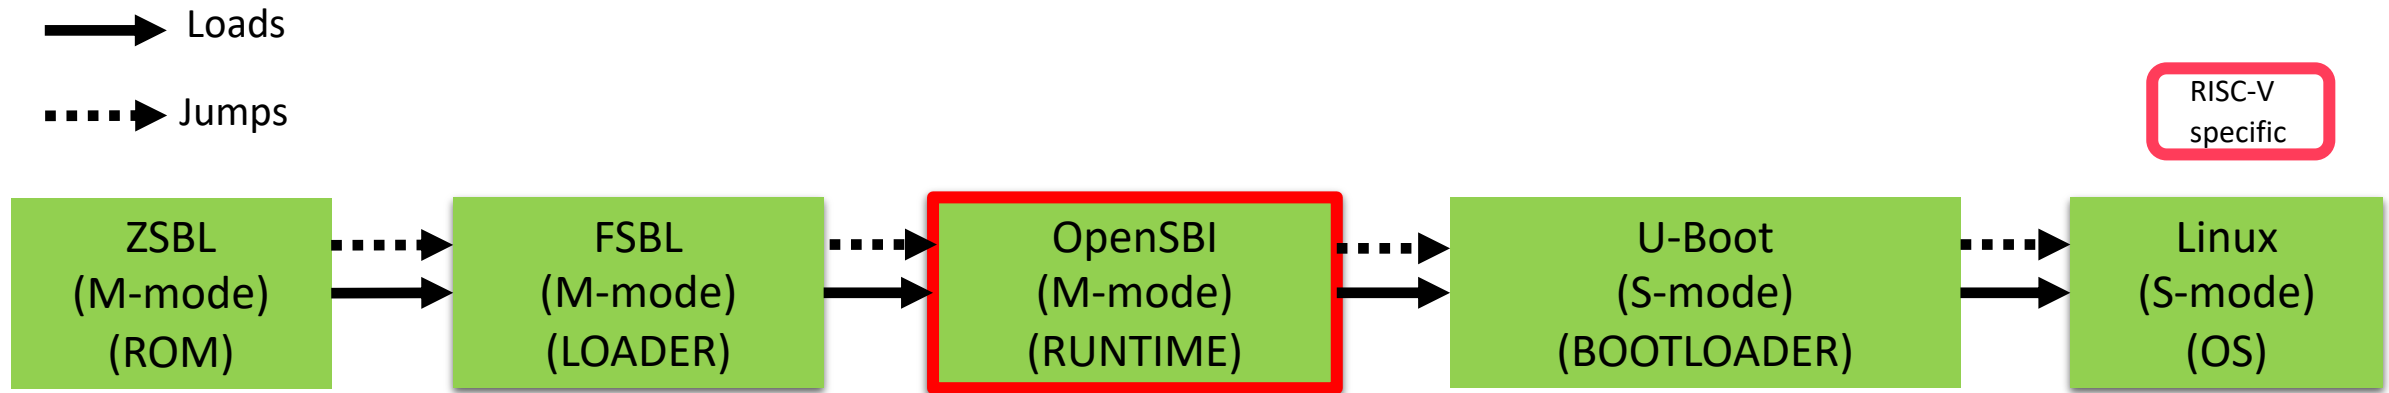 Loads
Jumps
RISC-V
specific
ZSBL
(M-mode)
(ROM)
FSBL
(M-mode)
(LOADER)
OpenSBI
(M-mode)
(RUNTIME)
U-Boot
(S-mode)
(BOOTLOADER)
Linux
(S-mode)
(OS)